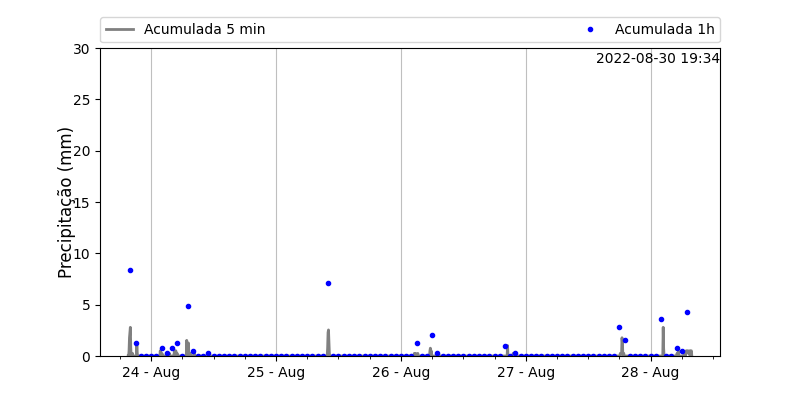 Acumulada 5 min
Acumulada 1h
2022-08-30 19:34
Precipitação (mm)
30
25
20
15
10
5
0
24 - Aug
25 - Aug
26 - Aug
27 - Aug
28 - Aug